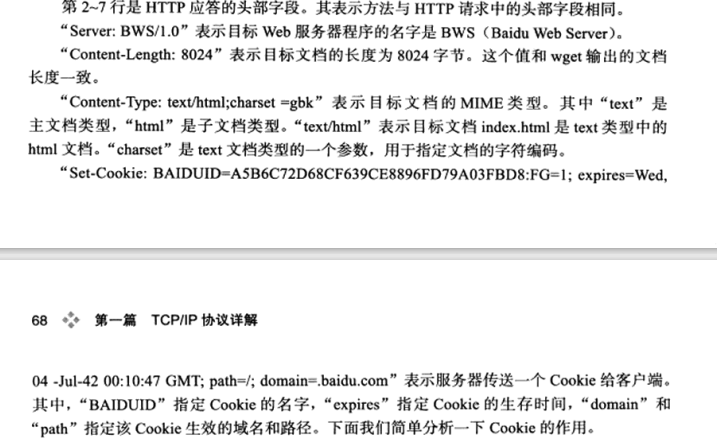 第 2~7 行是 HTTP 应答的头部字段。其表示方法与 HTTP 请求中的头部字段相同。
“Server: BWS/1.0”表示目标 Web 服务器程序的名字是 BWS（Baidu Web Server）。
“Content-Length: 8024”表示目标文档的长度为 8024 字节。这个值和 wget 输出的文档
长度一致。
“Content-Type: text/html;charset =gbk”表示目标文档的 MIME 类型。其中“text”是
主文档类型，“html”是子文档类型。“text/html”表示目标文档 index.html 是 text 类型中的
html 文档。“charset”是 text 文档类型的一个参数，用于指定文档的字符编码。
“Set-Cookie: BAIDUID=A5B6C72D68CF639CE8896FD79A03FBD8:FG=1; expires=Wed,
68 第一篇 TCP/IP 协议详解
04 -Jul-42 00:10:47 GMT; path=/; domain=.baidu.com”表示服务器传送一个 Cookie 给客户端。
其中，“BAIDUID”指定 Cookie 的名字，“expires”指定 Cookie 的生存时间，“domain”和
“path”指定该 Cookie 生效的域名和路径。下面我们简单分析一下 Cookie 的作用。